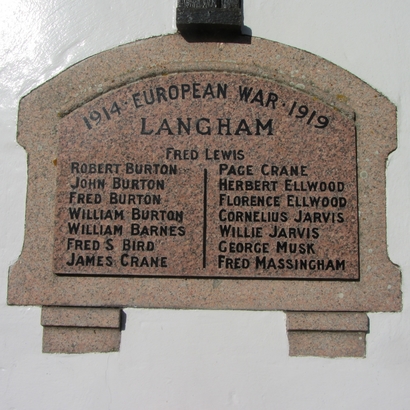 1914·EUROPEAN WAR·1919
LANGHAM
FRED LEWIS
ROBERT BURTON
JOHN BURTON
FRED BURTON
WILLIAM BURTON
WILLIAM BARNES
FRED S BIRD
JAMES CRANE
PAGE CRANE
HERBERT ELLWOOD
FLORENCE ELLWOOD
CORNELIUS JARVIS
WILLIE JARVIS
GEORGE MUSK
FRED MASSINGHAM